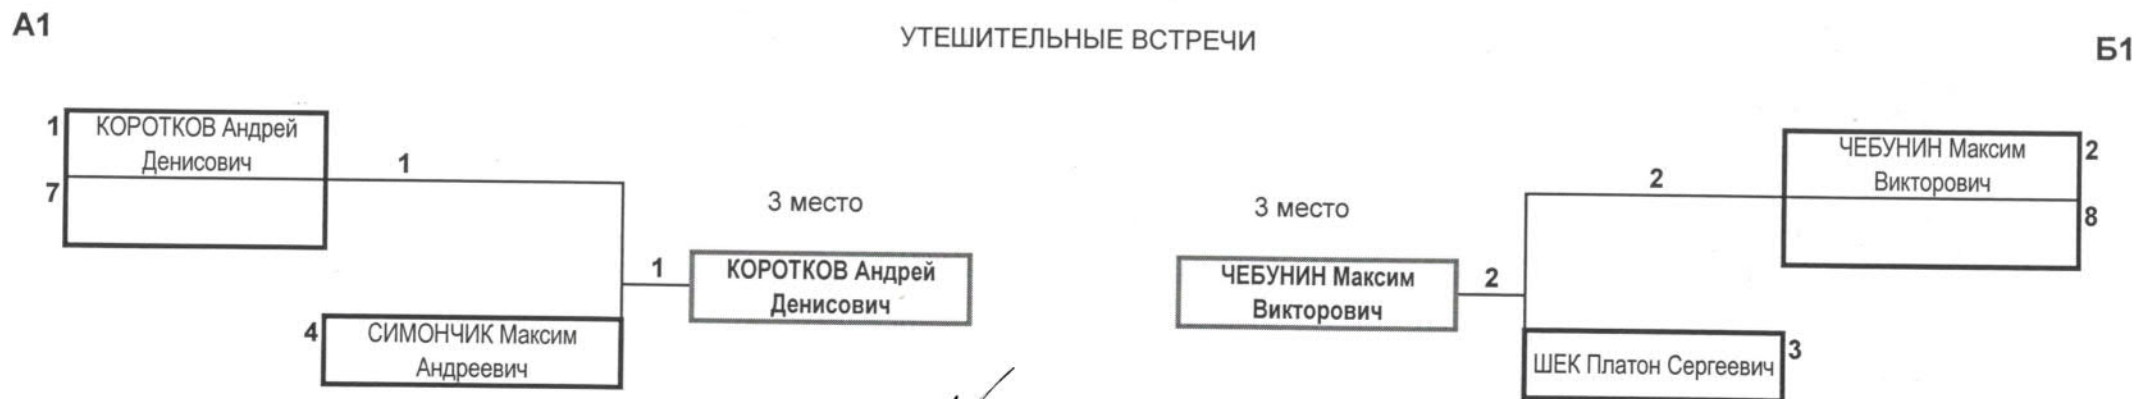 А1
УТЕШИТЕЛЬНЫЕ ВСТРЕЧИ
Б1
1
КОРОТКОВ Андрей
Денисович
7
1
3 место
1
КОРОТКОВ Андрей
Денисович
4
СИМОНЧИК Максим
Андреевич
3 место
ЧЕБУНИН Максим
Викторович
2
2
ЧЕБУНИН Максим
Викторович
2
8
ШЕК Платон Сергеевич
3